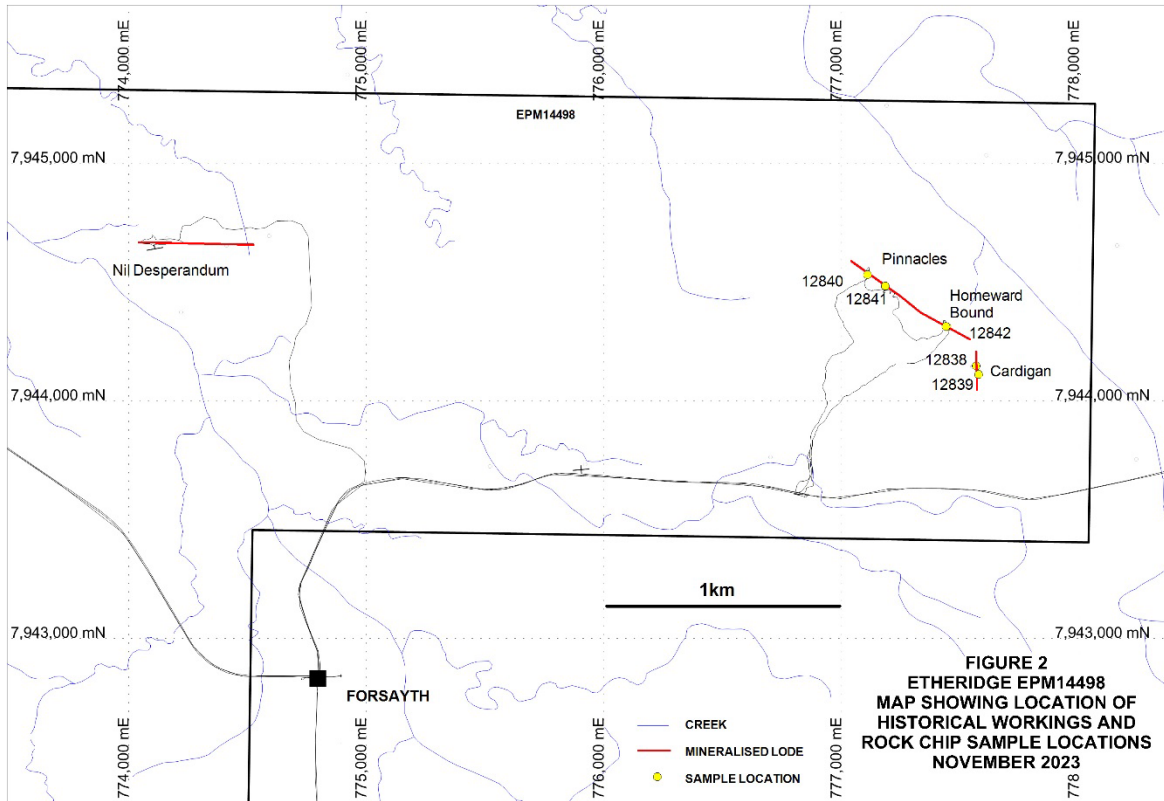 774,000 mE
775,000 mE
776,000 mE
777,000 mE
778,000 mE
EPM14498
7,945,000 mN
7,945,000 mN
Nil Desperandum
Pinnacles
12840
12841
Homeward
Bound
12842
12838
Cardigan
12839
7,944,000 mN
7,944,000 mN
1km
7,943,000 mN
7,943,000 mN
FORSAYTH
CREEK
MINERALISED LODE
SAMPLE LOCATION
FIGURE 2
ETHERIDGE EPM14498
MAP SHOWING LOCATION OF
HISTORICAL WORKINGS AND
ROCK CHIP SAMPLE LOCATIONS
NOVEMBER 2023
774,000 mE
775,000 mE
776,000 mE
777,000 mE
778,000 mE